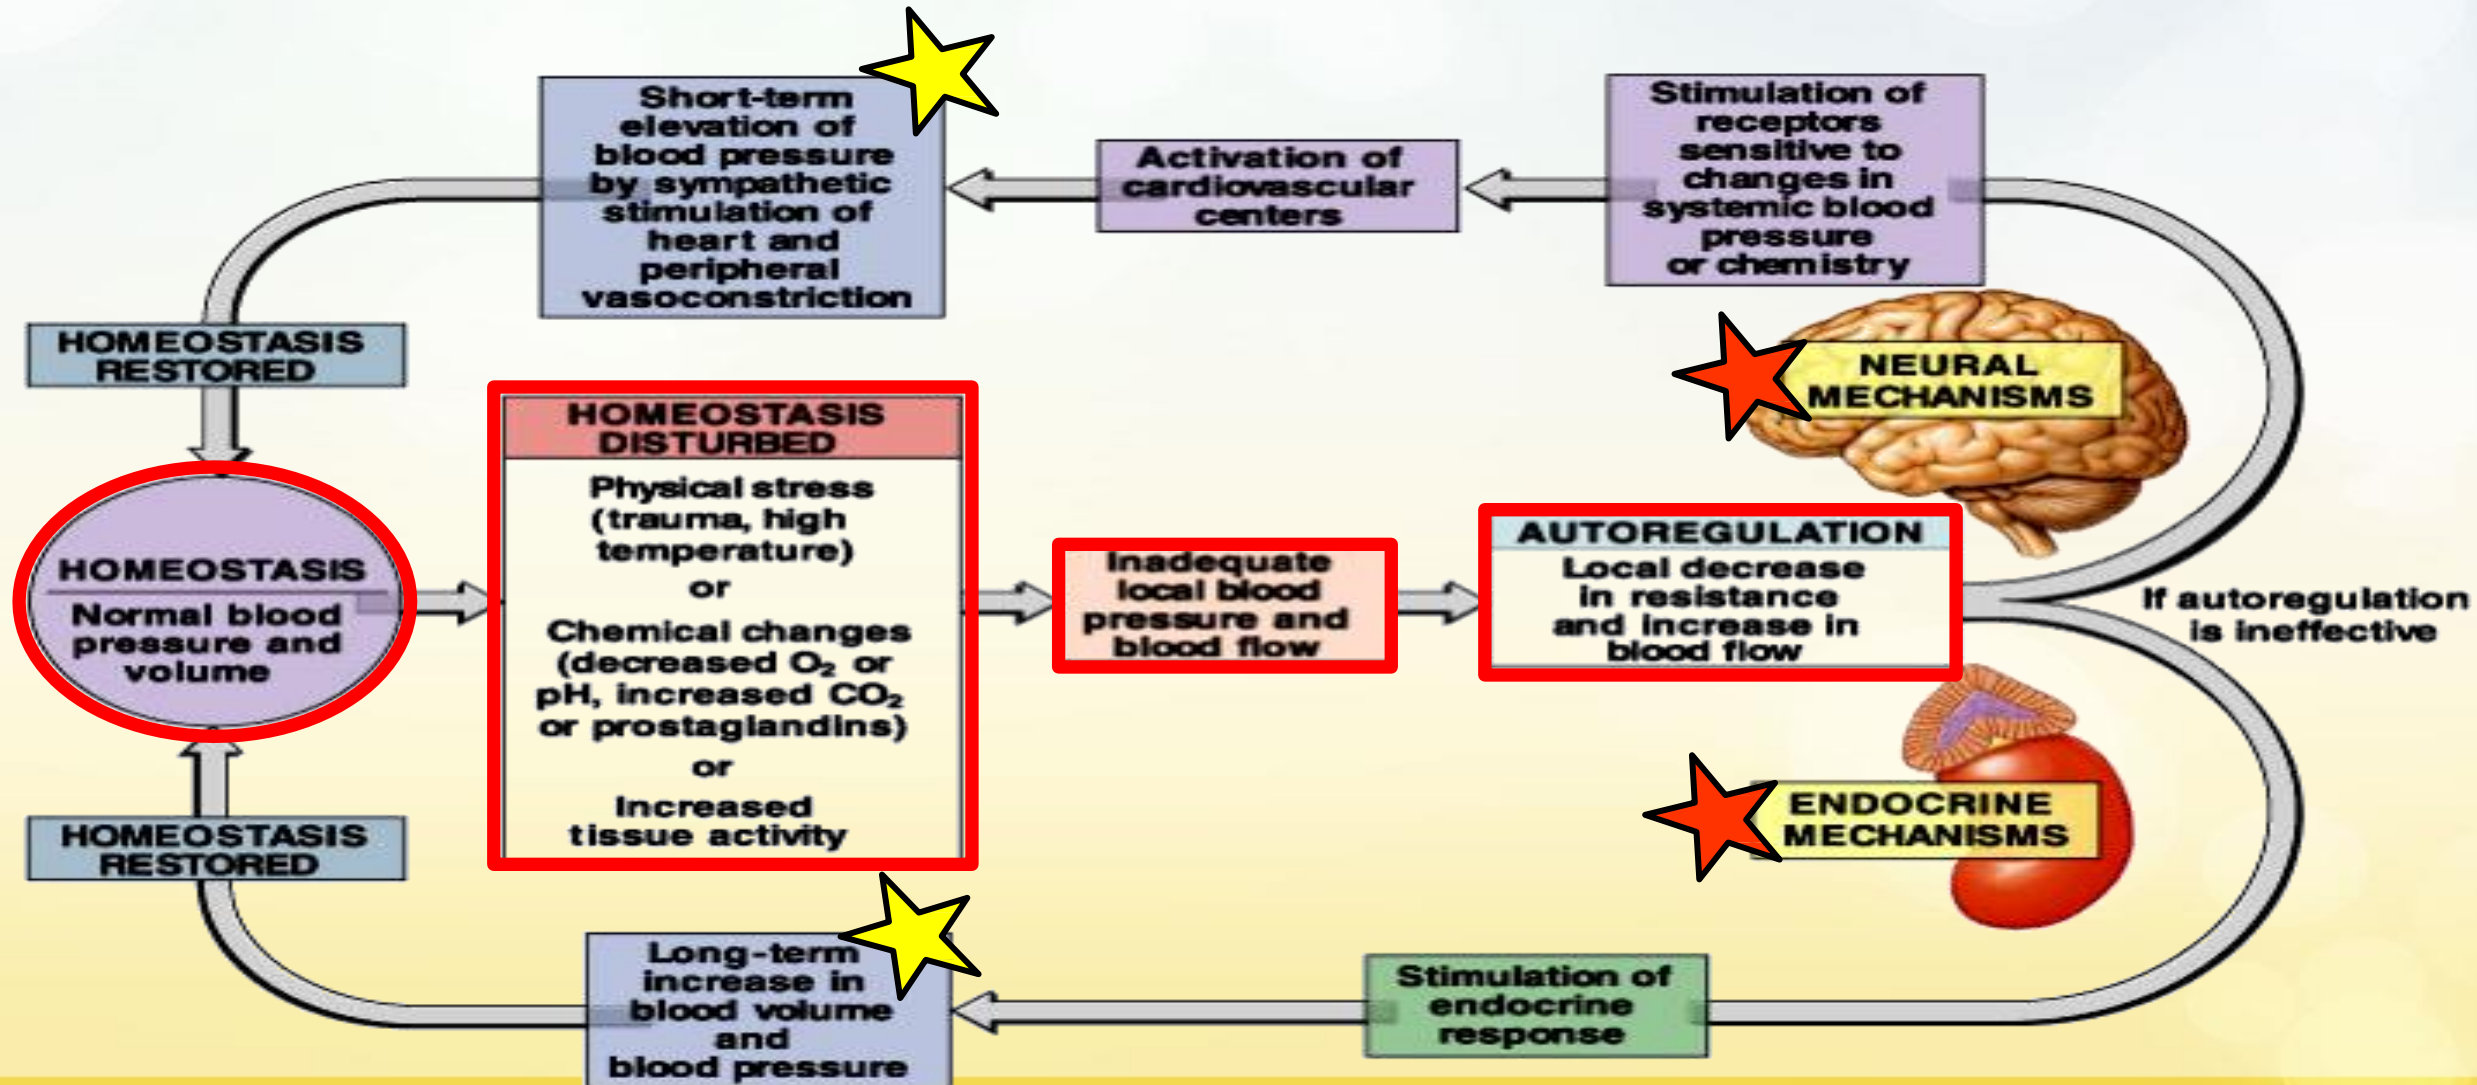 Short-term
elevation of
blood pressure
by sympathetic
stimulation of
heart and
peripheral
vasoconstriction
Activation of
cardiovascular
centers
Stimulation of
receptors
sensitive to
changes in
systemic blood
pressure
or chemistry
HOMEOSTASIS
RESTORED
NEURAL
MECHANISMS
HOMEOSTASIS
Normal blood
pressure and
volume
HOMEOSTASIS
DISTURBED
Physical stress
(trauma, high
temperature)
or
Chemical changes
(decreased O₂ or
pH, increased CO₂
or prostaglandins)
or
Increased
tissue activity
Inadequate
local blood
pressure and
blood flow
AUTOREGULATION
Local decrease
in resistance
and increase in
blood flow
If autoregulation
is ineffective
ENDOCRINE
MECHANISMS
HOMEOSTASIS
RESTORED
Long-term
increase in
blood volume
and
blood pressure
Stimulation of
endocrine
response